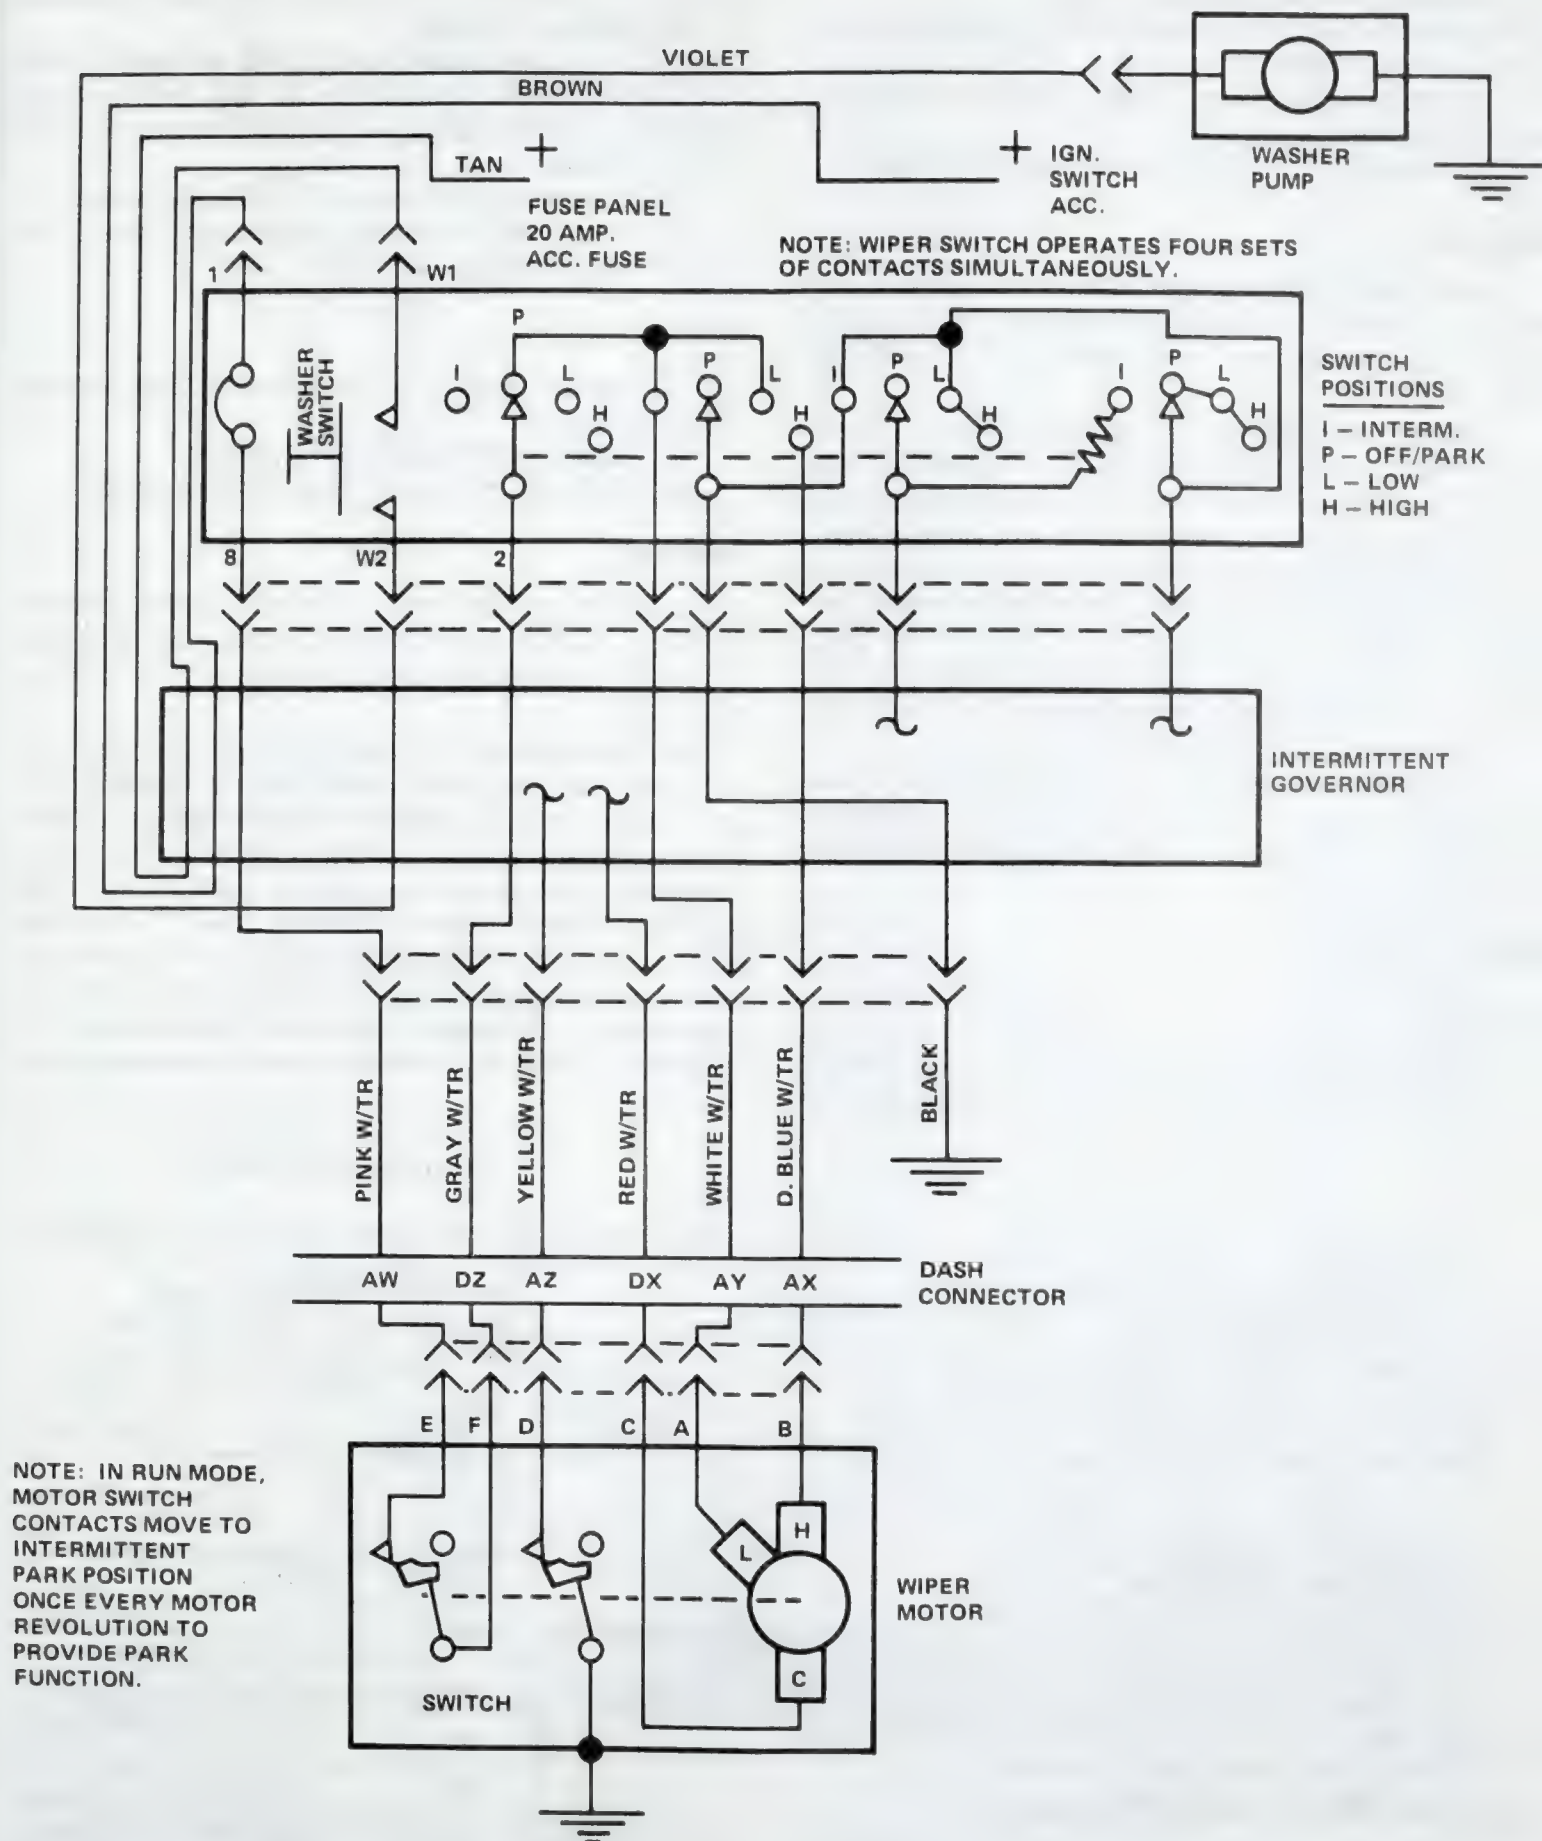 VIOLET
BROWN
TAN
+
+
IGN.
SWITCH
ACC.
WASHER
PUMP
FUSE PANEL
20 AMP.
ACC. FUSE
NOTE: WIPER SWITCH OPERATES FOUR SETS
OF CONTACTS SIMULTANEOUSLY.
1
W1
WASHER
SWITCH
I
P
L
H
P
L
H
I
P
L
H
I
P
L
H
SWITCH
POSITIONS
I – INTERM.
P – OFF/PARK
L – LOW
H – HIGH
8
W2
2
INTERMITTENT
GOVERNOR
PINK W/TR
GRAY W/TR
YELLOW W/TR
RED W/TR
WHITE W/TR
D. BLUE W/TR
BLACK
AW DZ AZ DX AY AX
DASH
CONNECTOR
E F D C A B
NOTE: IN RUN MODE,
MOTOR SWITCH
CONTACTS MOVE TO
INTERMITTENT
PARK POSITION
ONCE EVERY MOTOR
REVOLUTION TO
PROVIDE PARK
FUNCTION.
H
L
C
WIPER
MOTOR
SWITCH